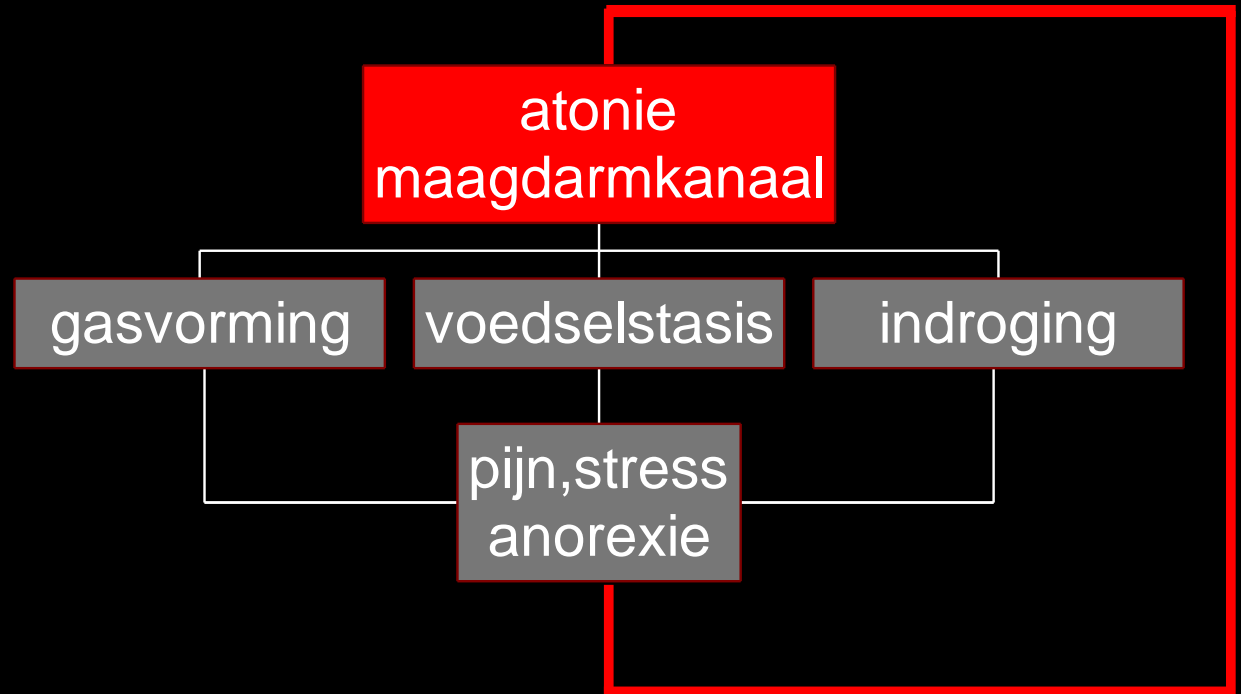 atonie
maagdarmkanaal
gasvorming
voedselstasis
indroging
pijn,stress
anorexie